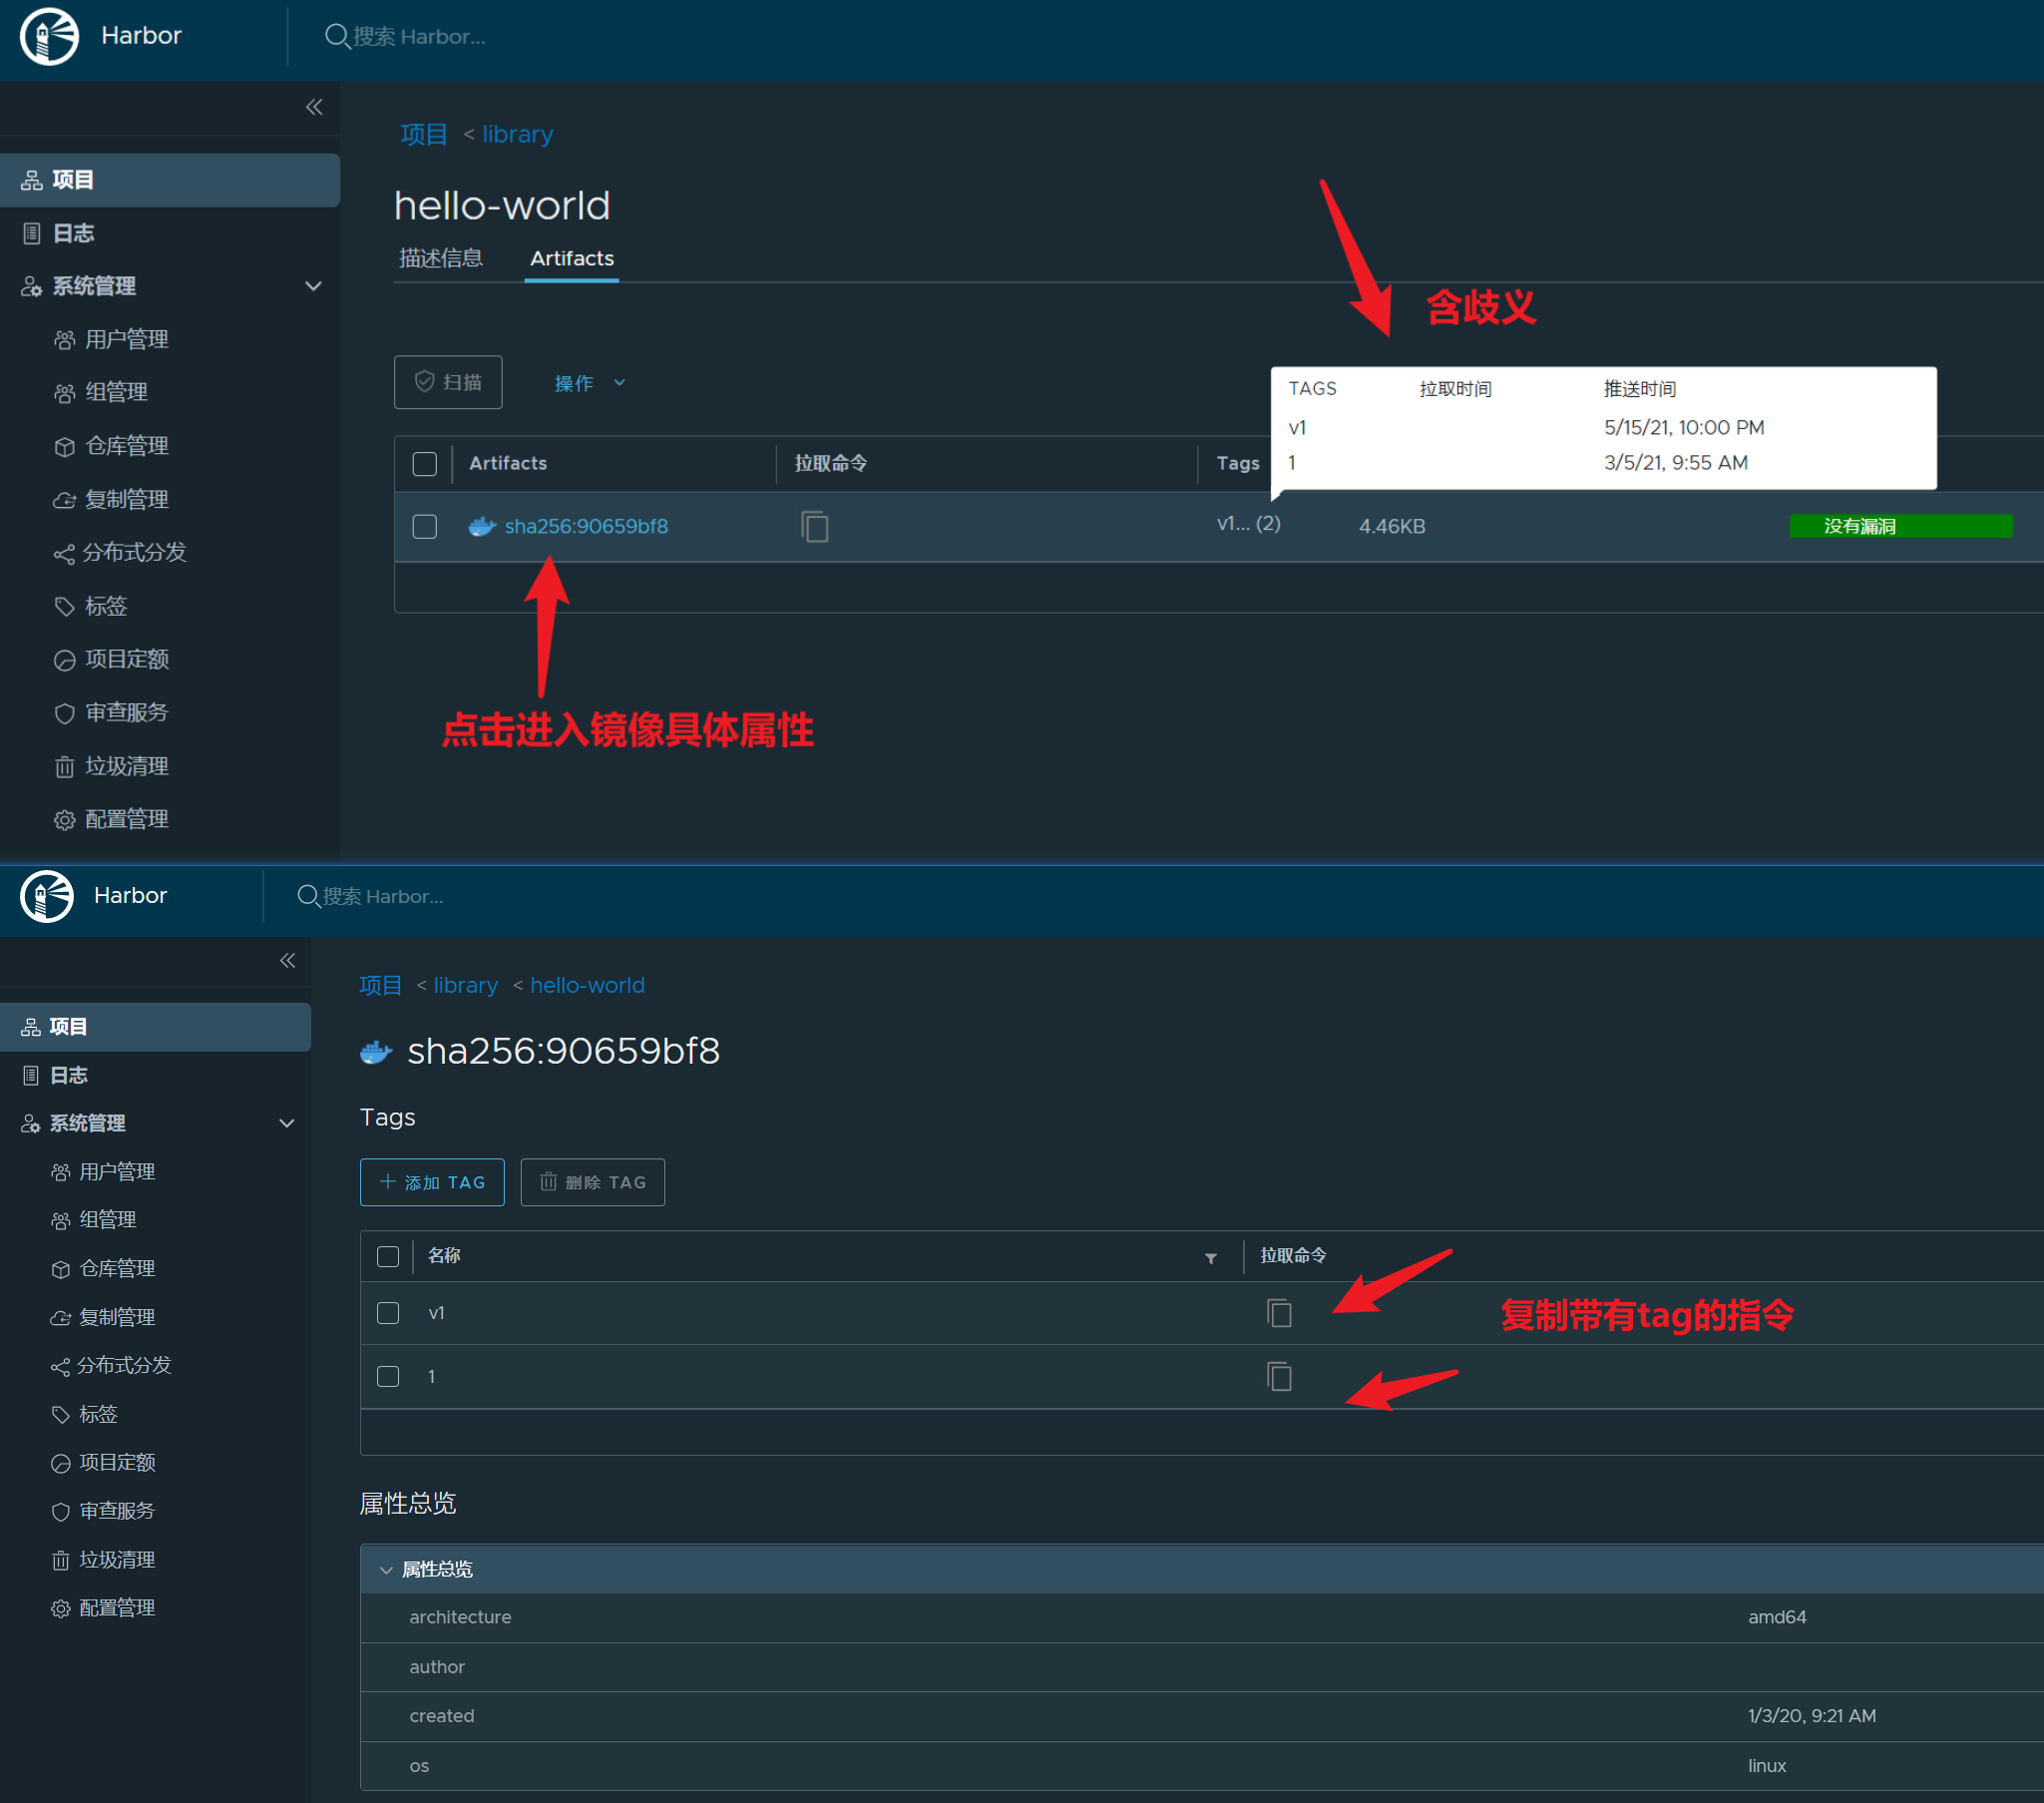 Harbor
搜索 Harbor...
项目 < library
项目
hello-world
日志
描述信息
Artifacts
系统管理
含歧义
用户管理
组管理
扫描
操作
TAGS 拉取时间 推送时间
v1 5/15/21, 10:00 PM
1 3/5/21, 9:55 AM
仓库管理
Artifacts 拉取命令 Tags
复制管理
sha256:90659bf8 v1... (2) 4.46KB 没有漏洞
分布式分发
标签
项目定额
审查服务
点击进入镜像具体属性
垃圾清理
配置管理
Harbor
搜索 Harbor...
项目 < library < hello-world
项目
sha256:90659bf8
日志
Tags
系统管理
用户管理
添加 TAG
删除 TAG
组管理
名称 拉取命令
仓库管理
v1
复制带有tag的指令
复制管理
分布式分发
1
标签
项目定额
属性总览
审查服务
垃圾清理
属性总览
配置管理
architecture amd64
author
created 1/3/20, 9:21 AM
os linux